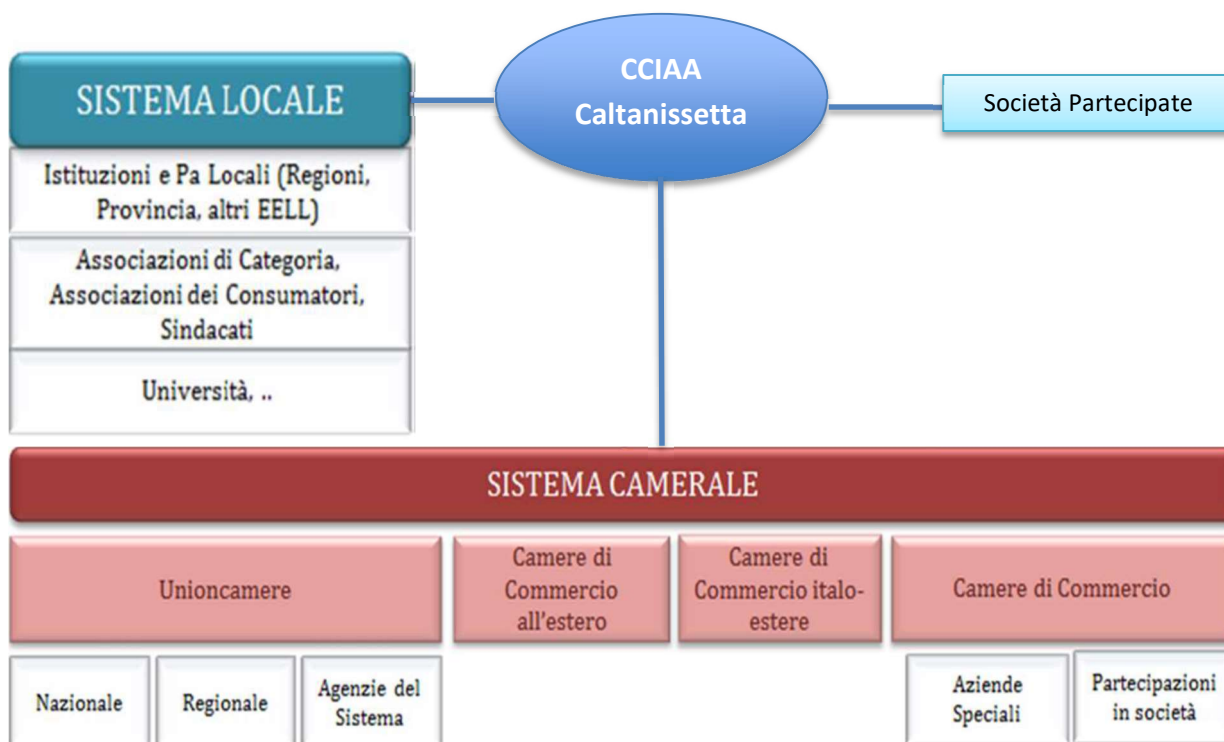 CCIAA
Caltanissetta
SISTEMA LOCALE
Società Partecipate
Istituzioni e Pa Locali (Regioni,
Provincia, altri EELL)
Associazioni di Categoria,
Associazioni dei Consumatori,
Sindacati
Università, ..
SISTEMA CAMERALE
Unioncamere
Camere di
Commercio
all'estero
Camere di
Commercio italo-
estere
Camere di Commercio
Nazionale
Regionale
Agenzie del
Sistema
Aziende
Speciali
Partecipazioni
in società